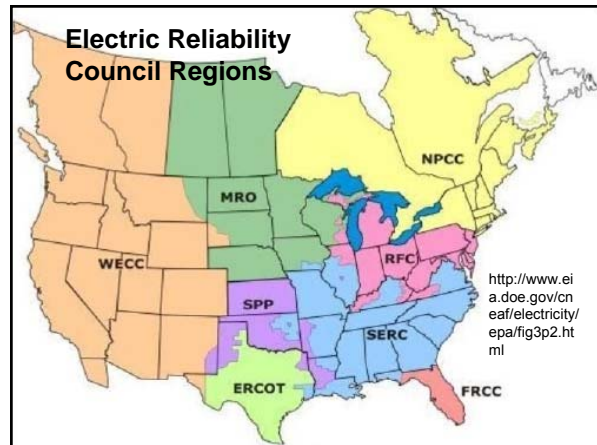 Electric Reliability
Council Regions
NPCC
MRO
WECC
RFC
SPP
SERC
ERCOT
FRCC
http://www.ei
a.doe.gov/cn
eaf/electricity/
epa/fig3p2.ht
ml